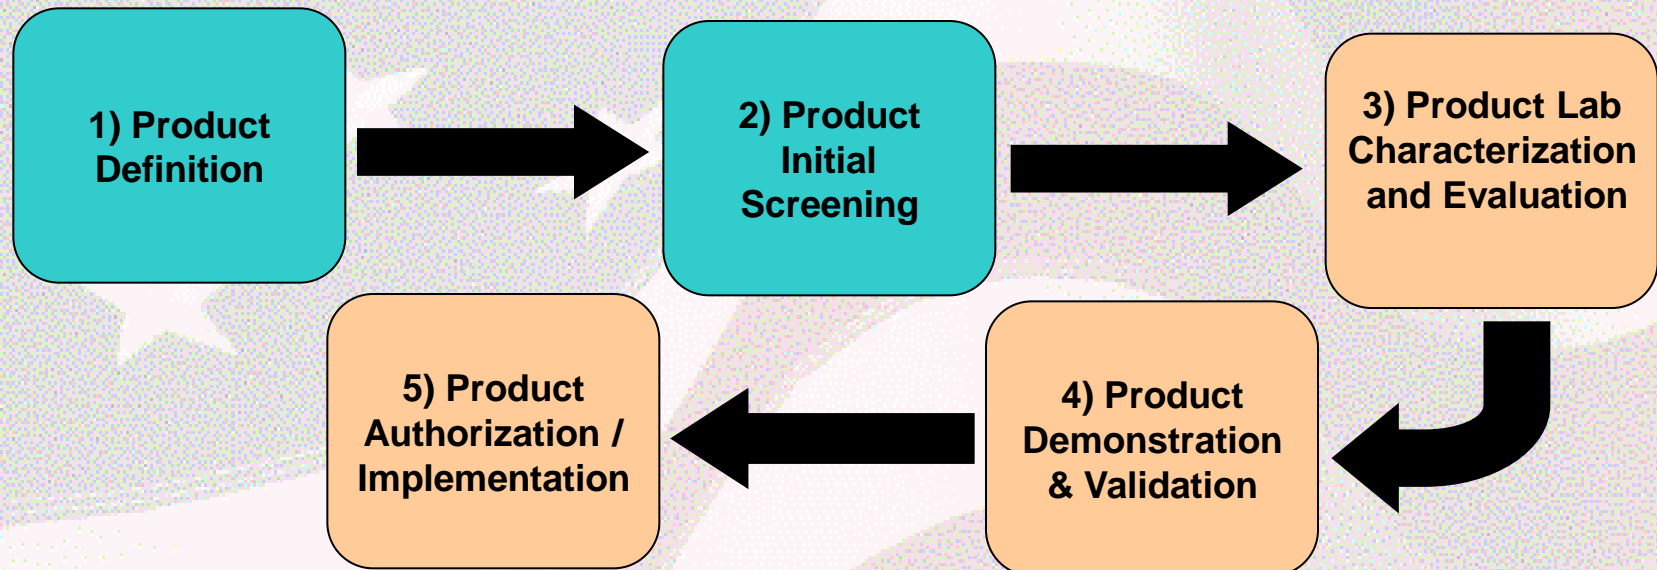 1) Product
Definition
2) Product
Initial
Screening
3) Product Lab
Characterization
and Evaluation
4) Product
Demonstration
& Validation
5) Product
Authorization /
Implementation